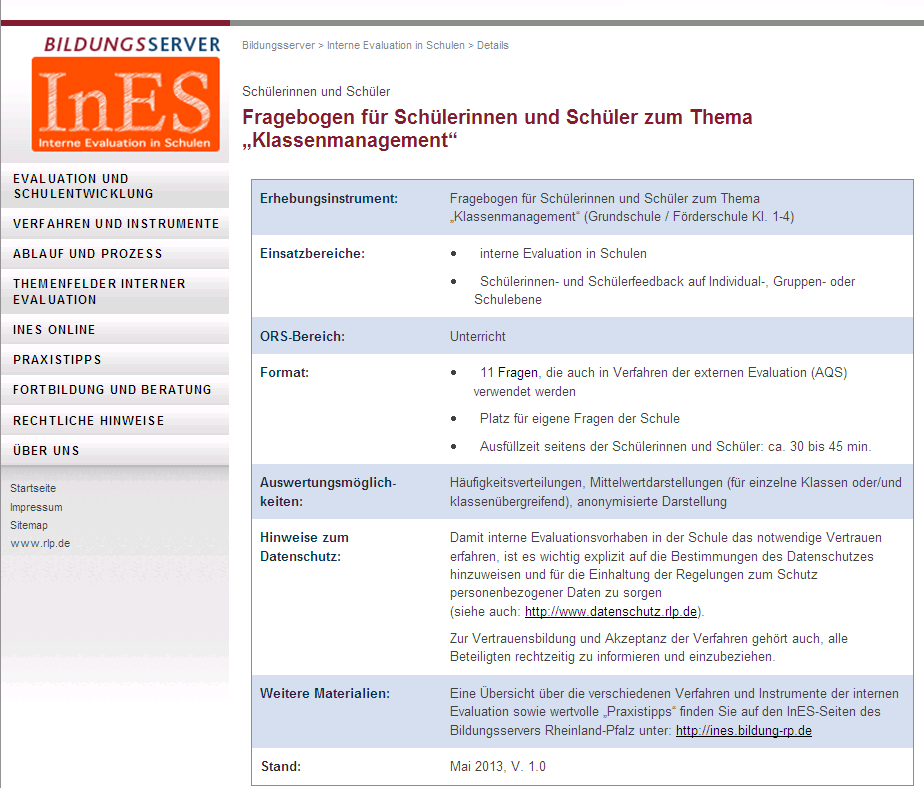 BILDUNGSSERVER
InES
Interne Evaluation in Schulen
EVALUATION UND
SCHULENTWICKLUNG
VERFAHREN UND INSTRUMENTE
ABLAUF UND PROZESS
THEMENFELDER INTERNER
EVALUATION
INES ONLINE
PRAXISTIPPS
FORTBILDUNG UND BERATUNG
RECHTLICHE HINWEISE
ÜBER UNS
Startseite
Impressum
Sitemap
www.rlp.de
Bildungsserver > Interne Evaluation in Schulen > Details
Schülerinnen und Schüler
Fragebogen für Schülerinnen und Schüler zum Thema
„Klassenmanagement“
Erhebungsinstrument:
Fragebogen für Schülerinnen und Schüler zum Thema
„Klassenmanagement“ (Grundschule / Förderschule Kl. 1-4)
Einsatzbereiche:
• interne Evaluation in Schulen
• Schülerinnen- und Schülerfeedback auf Individual-, Gruppen- oder
Schulebene
ORS-Bereich:
Unterricht
Format:
• 11 Fragen, die auch in Verfahren der externen Evaluation (AQS)
verwendet werden
• Platz für eigene Fragen der Schule
• Ausfüllzeit seitens der Schülerinnen und Schüler: ca. 30 bis 45 min.
Auswertungsmöglich-
keiten:
Häufigkeitsverteilungen, Mittelwertdarstellungen (für einzelne Klassen oder/und
klassenübergreifend), anonymisierte Darstellung
Hinweise zum
Datenschutz:
Damit interne Evaluationsvorhaben in der Schule das notwendige Vertrauen
erfahren, ist es wichtig explizit auf die Bestimmungen des Datenschutzes
hinzuweisen und für die Einhaltung der Regelungen zum Schutz
personenbezogener Daten zu sorgen
(siehe auch: http://www.datenschutz.rlp.de).
Zur Vertrauensbildung und Akzeptanz der Verfahren gehört auch, alle
Beteiligten rechtzeitig zu informieren und einzubeziehen.
Weitere Materialien:
Eine Übersicht über die verschiedenen Verfahren und Instrumente der internen
Evaluation sowie wertvolle „Praxistipps“ finden Sie auf den InES-Seiten des
Bildungsservers Rheinland-Pfalz unter: http://ines.bildung-rp.de
Stand:
Mai 2013, V. 1.0